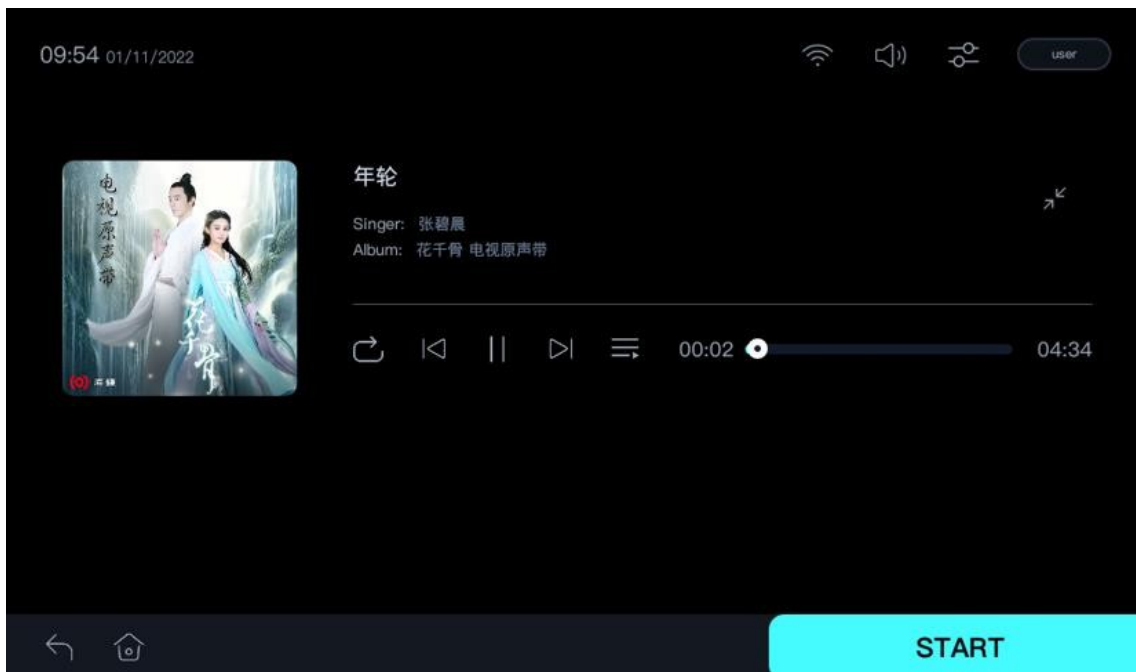 09:54 01/11/2022
user
电视原声带
花千骨
年轮
Singer: 张碧晨
Album: 花千骨 电视原声带
00:02
04:34
START